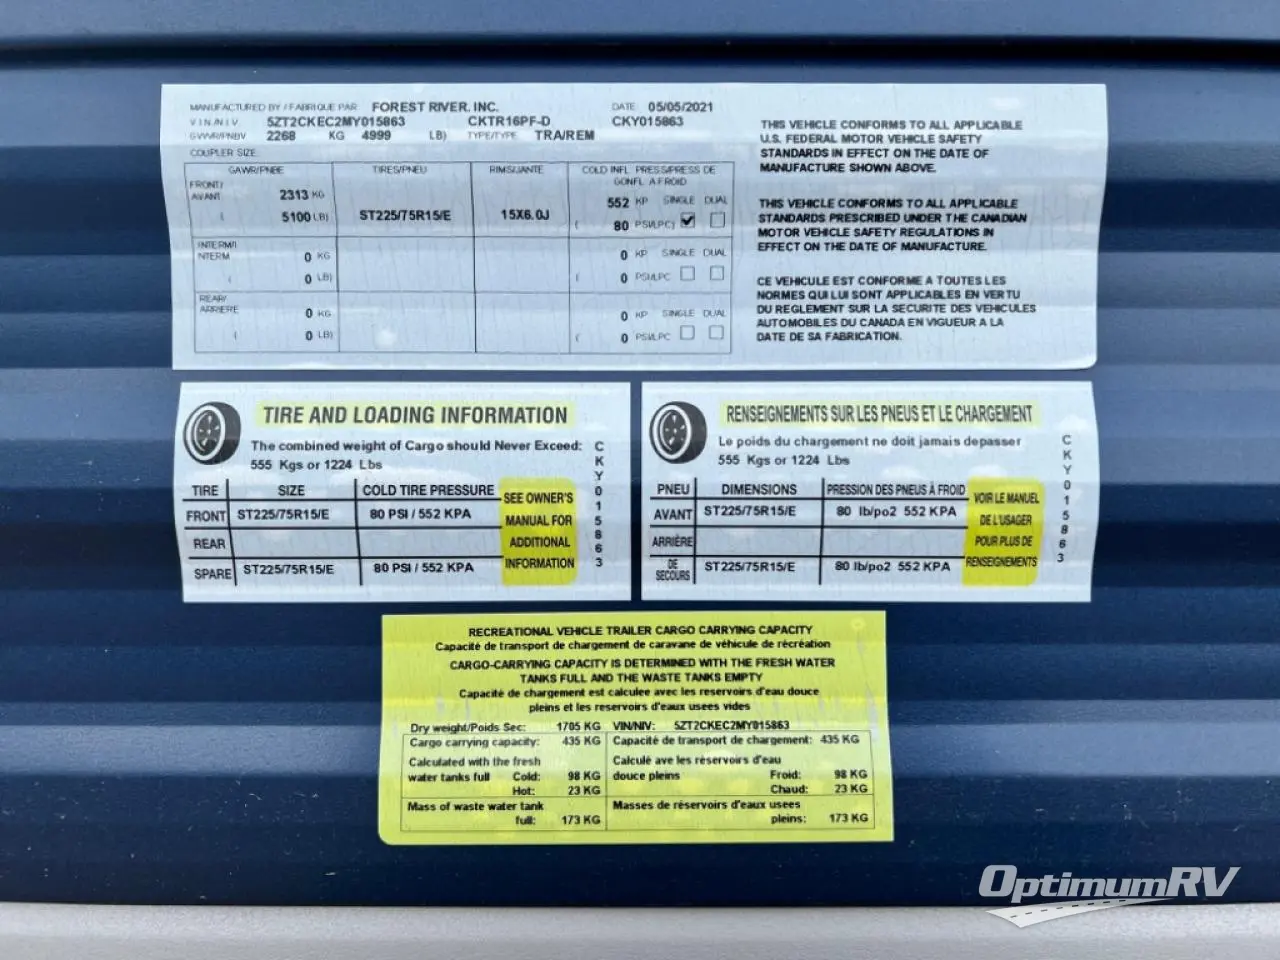 MANUFACTURED BY / FABRIQUE PAR FOREST RIVER, INC. DATE 05/05/2021
V.I.N./N.I.V. 5ZT2CKEC2MY015863 CKTR16PF-D CKY015863
GVWR/PNBV 2268 KG 4999 LB) TYPE/TYPE TRA/REM
COUPLER SIZE:
GAWR/PNBE TIRES/PNEU RIMS/JANTE COLD INFL PRESS/PRESS DE
GONFL A FROID
FRONT/
AVANT 2313 KG 552 KP SINGLE DUAL
( 5100 LB) ST225/75R15/E 15X6.0J ( 80 PSI/LPC)
INTERM/I
NTERM 0 KG 0 KP SINGLE DUAL
( 0 LB) ( 0 PSI/LPC
REAR/
ARRIERE 0 KG 0 KP SINGLE DUAL
( 0 LB) ( 0 PSI/LPC
THIS VEHICLE CONFORMS TO ALL APPLICABLE
U.S. FEDERAL MOTOR VEHICLE SAFETY
STANDARDS IN EFFECT ON THE DATE OF
MANUFACTURE SHOWN ABOVE.
THIS VEHICLE CONFORMS TO ALL APPLICABLE
STANDARDS PRESCRIBED UNDER THE CANADIAN
MOTOR VEHICLE SAFETY REGULATIONS IN
EFFECT ON THE DATE OF MANUFACTURE.
CE VEHICULE EST CONFORME A TOUTES LES
NORMES QUI LUI SONT APPLICABLES EN VERTU
DU REGLEMENT SUR LA SECURITE DES VEHICULES
AUTOMOBILES DU CANADA EN VIGUEUR A LA
DATE DE SA FABRICATION.
TIRE AND LOADING INFORMATION
The combined weight of Cargo should Never Exceed:
555 Kgs or 1224 Lbs
TIRE SIZE COLD TIRE PRESSURE
FRONT ST225/75R15/E 80 PSI / 552 KPA
REAR
SPARE ST225/75R15/E 80 PSI / 552 KPA
SEE OWNER'S
MANUAL FOR
ADDITIONAL
INFORMATION
CKY015863
RENSEIGNEMENTS SUR LES PNEUS ET LE CHARGEMENT
Le poids du chargement ne doit jamais depasser
555 Kgs or 1224 Lbs
PNEU DIMENSIONS PRESSION DES PNEUS À FROID
AVANT ST225/75R15/E 80 lb/po2 552 KPA
ARRIÈRE
DE
SECOURS ST225/75R15/E 80 lb/po2 552 KPA
VOIR LE MANUEL
DE L'USAGER
POUR PLUS DE
RENSEIGNEMENTS
CKY015863
RECREATIONAL VEHICLE TRAILER CARGO CARRYING CAPACITY
Capacité de transport de chargement de caravane de véhicule de récréation
CARGO-CARRYING CAPACITY IS DETERMINED WITH THE FRESH WATER
TANKS FULL AND THE WASTE TANKS EMPTY
Capacité de chargement est calculee avec les reservoirs d'eau douce
pleins et les reservoirs d'eaux usees vides
Dry weight/Poids Sec: 1705 KG VIN/NIV: 5ZT2CKEC2MY015863
Cargo carrying capacity: 435 KG Capacité de transport de chargement: 435 KG
Calculated with the fresh Calculé ave les réservoirs d'eau
water tanks full Cold: 98 KG douce pleins Froid: 98 KG
Hot: 23 KG Chaud: 23 KG
Mass of waste water tank Masses de réservoirs d'eaux usees
full: 173 KG pleins: 173 KG
OptimumRV